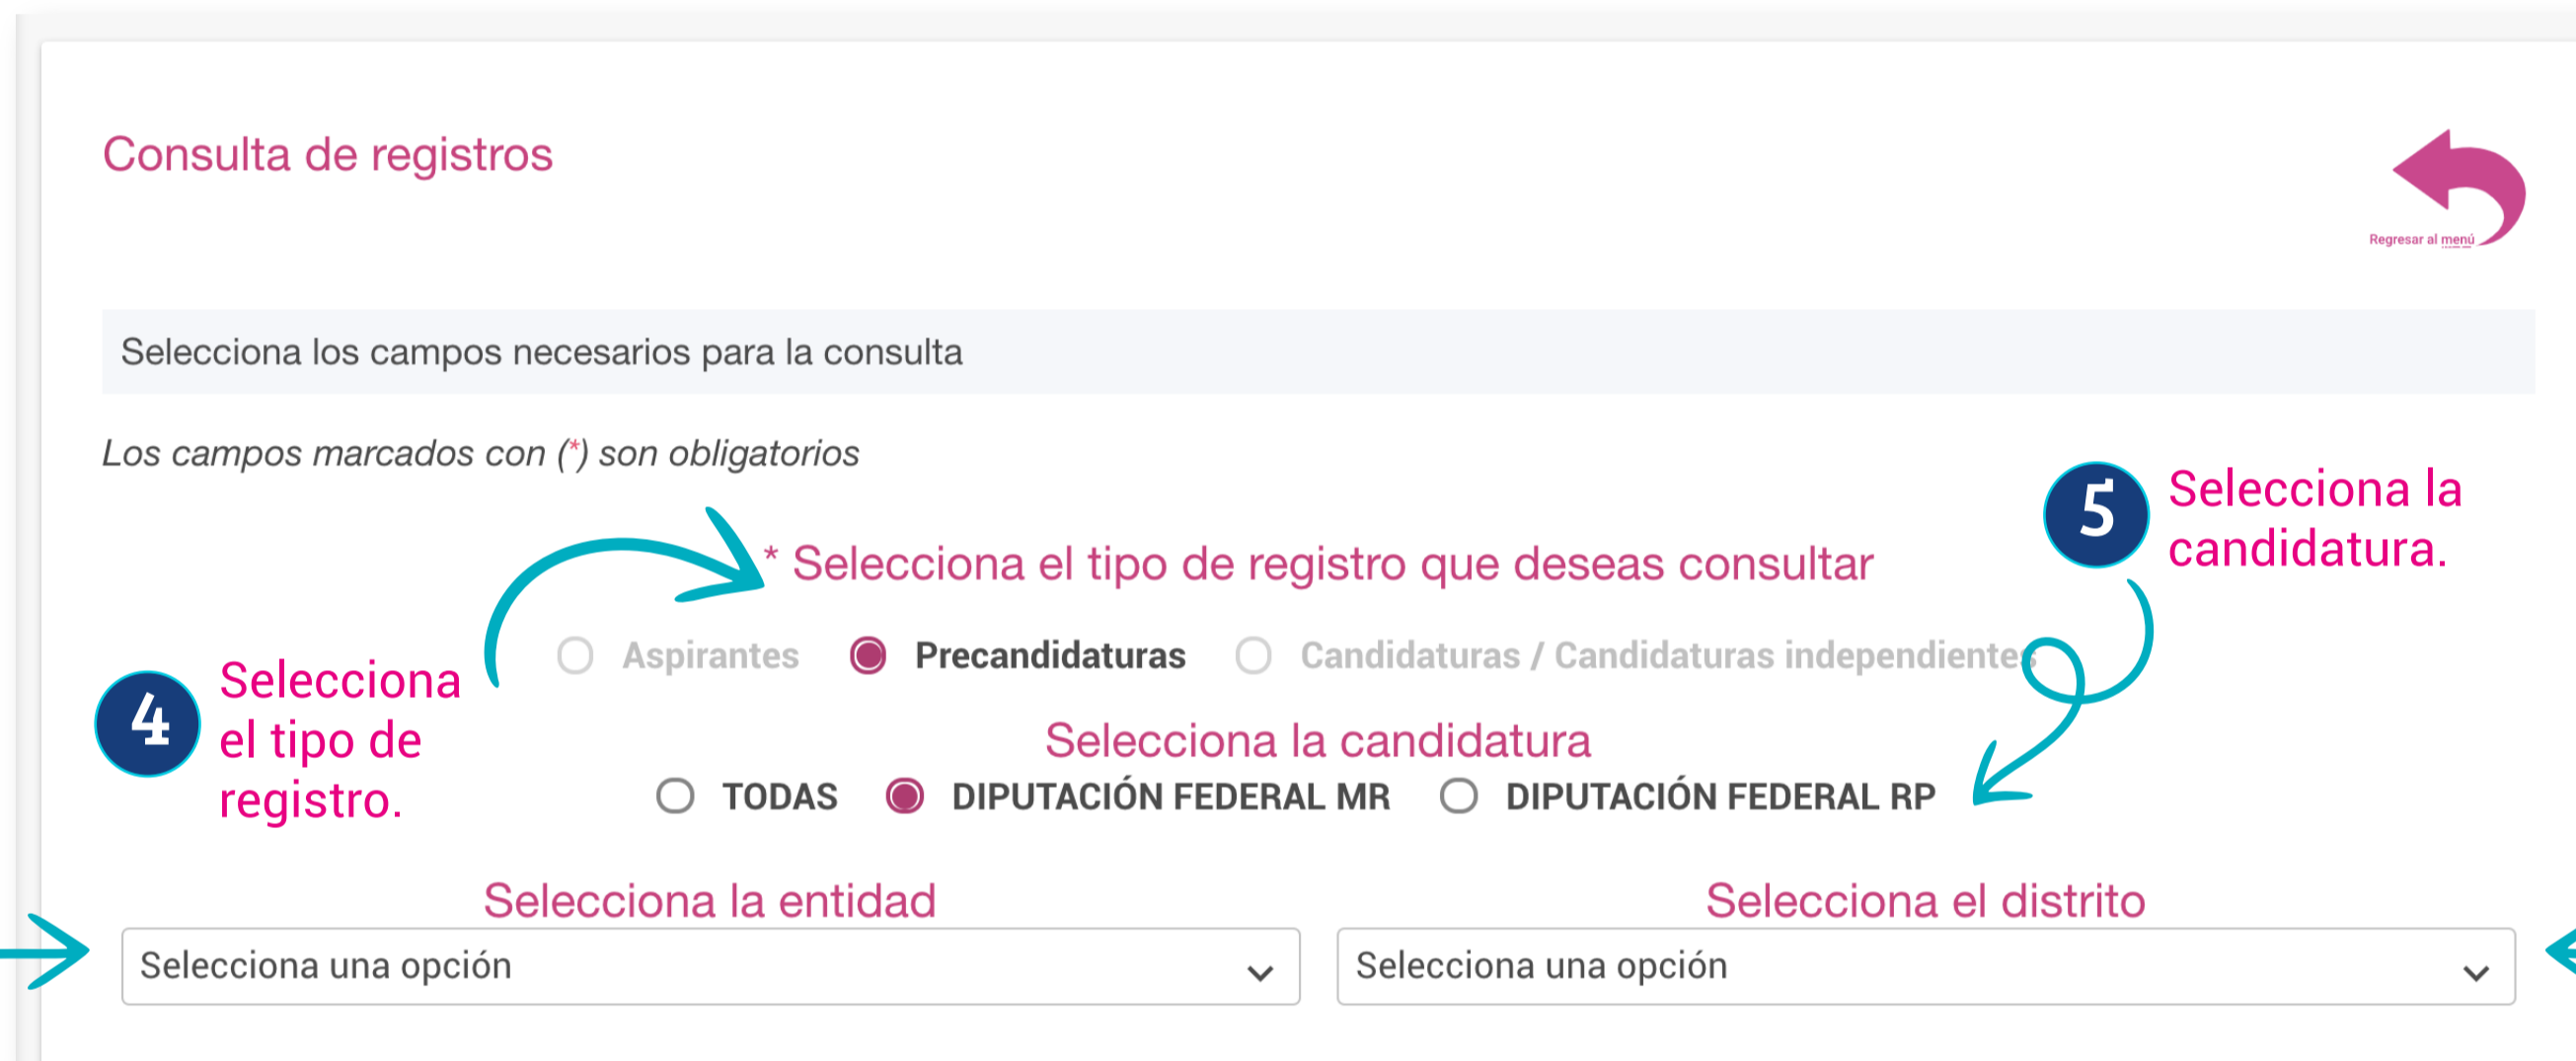 Consulta de registros
Regresar al menú
Selecciona los campos necesarios para la consulta
Los campos marcados con (*) son obligatorios
5
Selecciona la
candidatura.
* Selecciona el tipo de registro que deseas consultar
Aspirantes Precandidaturas Candidaturas / Candidaturas independientes
4
Selecciona
el tipo de
registro.
Selecciona la candidatura
TODAS DIPUTACIÓN FEDERAL MR DIPUTACIÓN FEDERAL RP
Selecciona la entidad
Selecciona una opción
Selecciona el distrito
Selecciona una opción